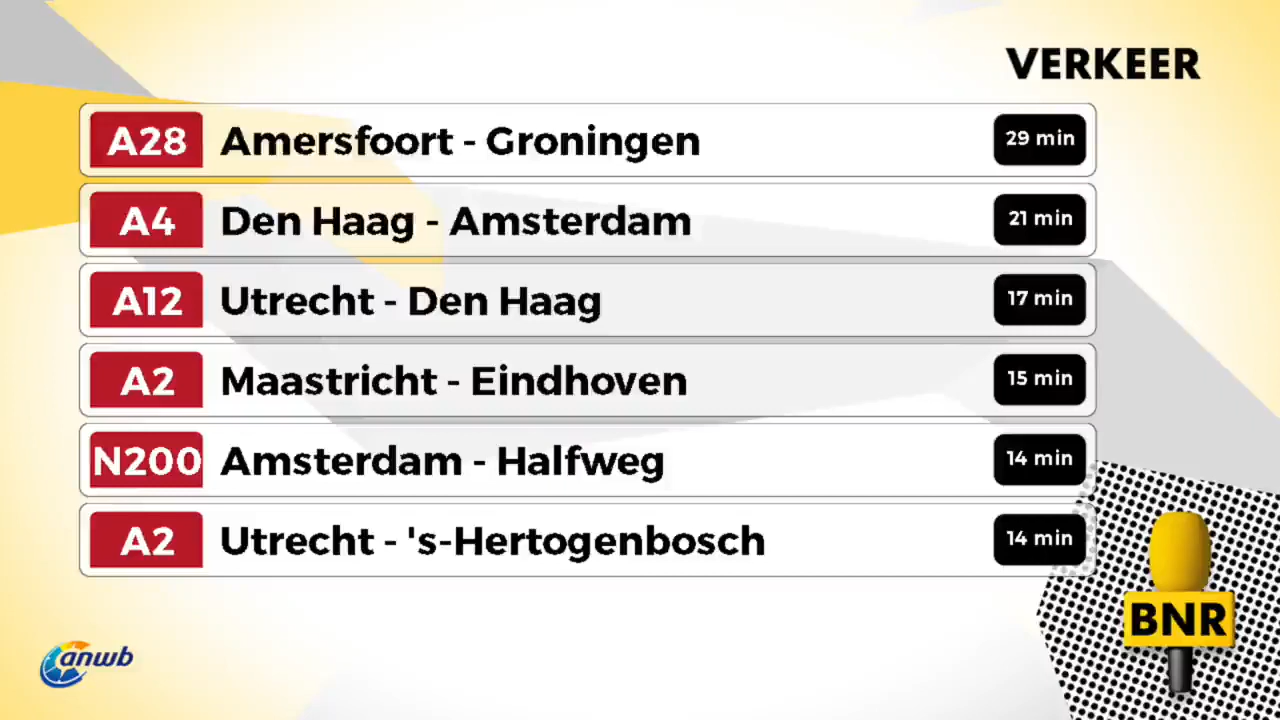 VERKEER
A28 Amersfoort - Groningen 29 min
A4 Den Haag - Amsterdam 21 min
A12 Utrecht - Den Haag 17 min
A2 Maastricht - Eindhoven 15 min
N200 Amsterdam - Halfweg 14 min
A2 Utrecht - 's-Hertogenbosch 14 min
BNR
anwb